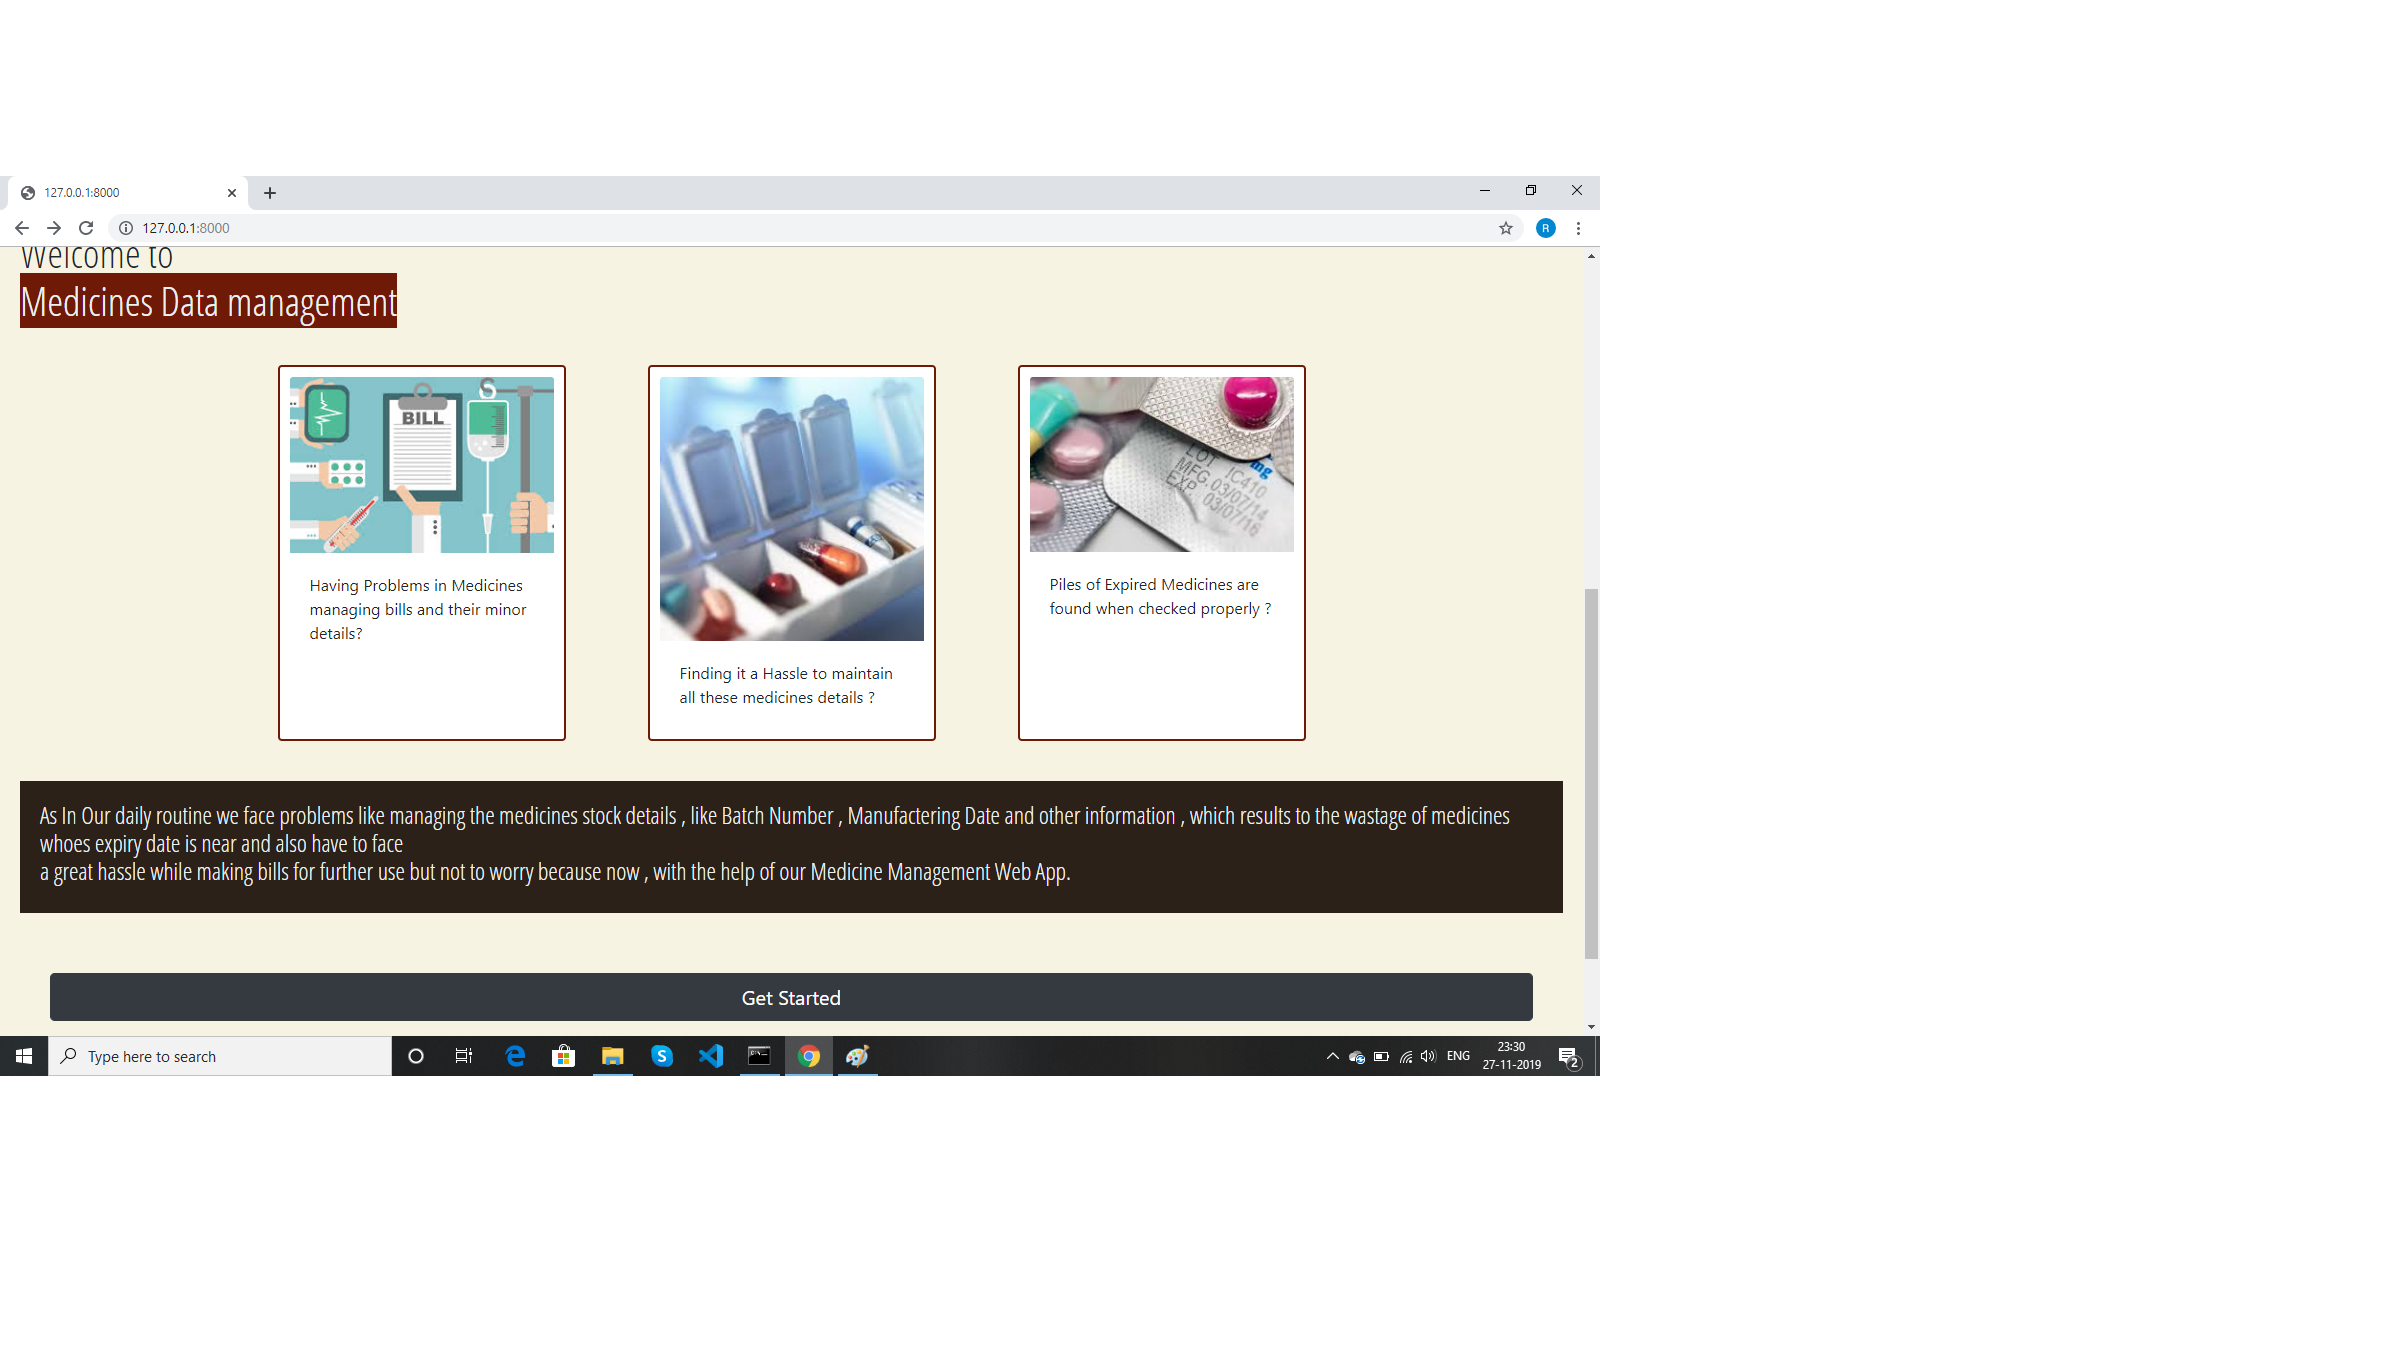 127.0.0.1:8000
127.0.0.1:8000
R
Welcome to
Medicines Data management
BILL
LOT IC410
MFG.03/07/14
EXP 03/07/16
mg
Having Problems in Medicines
managing bills and their minor
details?
Finding it a Hassle to maintain
all these medicines details ?
Piles of Expired Medicines are
found when checked properly ?
As In Our daily routine we face problems like managing the medicines stock details , like Batch Number , Manufactering Date and other information , which results to the wastage of medicines
whoes expiry date is near and also have to face
a great hassle while making bills for further use but not to worry because now , with the help of our Medicine Management Web App.
Get Started
Type here to search
ENG
23:30
27-11-2019
2